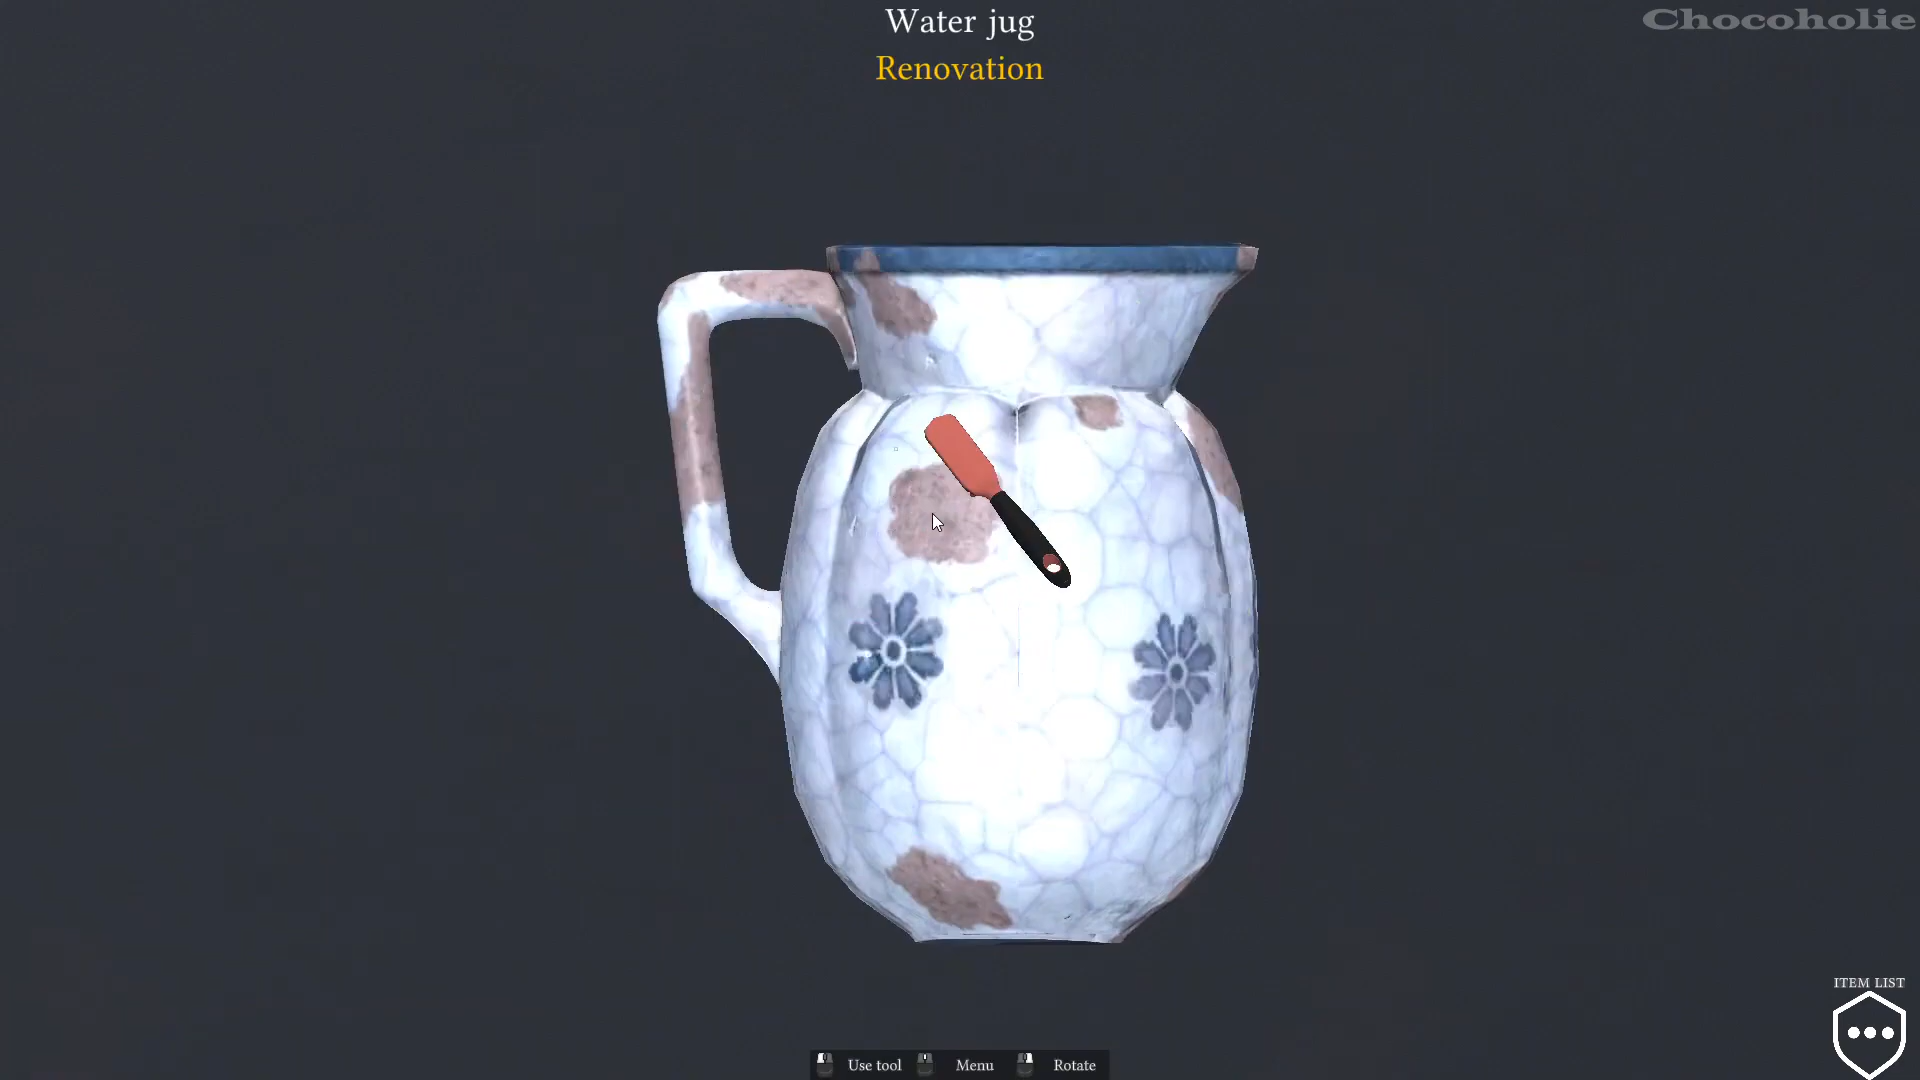 Water jug
Chocoholie
Renovation
ITEM LIST
Use tool
Menu
Rotate